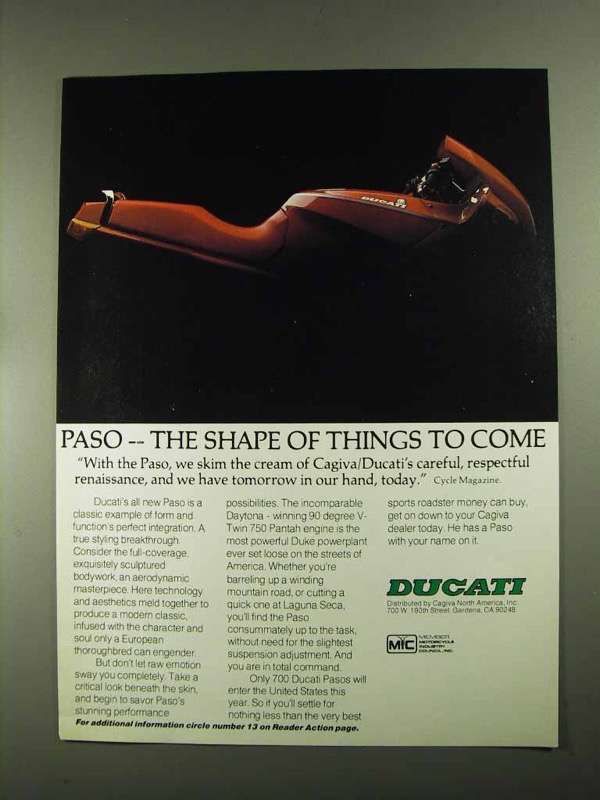 DUCATI
PASO -- THE SHAPE OF THINGS TO COME
"With the Paso, we skim the cream of Cagiva/Ducati's careful, respectful
renaissance, and we have tomorrow in our hand, today." Cycle Magazine.
Ducati's all new Paso is a
classic example of form and
function's perfect integration. A
true styling breakthrough.
Consider the full-coverage,
exquisitely sculptured
bodywork, an aerodynamic
masterpiece. Here technology
and aesthetics meld together to
produce a modern classic,
infused with the character and
soul only a European
thoroughbred can engender.
But don't let raw emotion
sway you completely. Take a
critical look beneath the skin,
and begin to savor Paso's
stunning performance
possibilities. The incomparable
Daytona - winning 90 degree V-
Twin 750 Pantah engine is the
most powerful Duke powerplant
ever set loose on the streets of
America. Whether you're
barreling up a winding
mountain road, or cutting a
quick one at Laguna Seca,
you'll find the Paso
consummately up to the task,
without need for the slightest
suspension adjustment. And
you are in total command.
Only 700 Ducati Pasos will
enter the United States this
year. So if you'll settle for
nothing less than the very best
sports roadster money can buy,
get on down to your Cagiva
dealer today. He has a Paso
with your name on it.
DUCATI
Distributed by Cagiva North America, Inc.
700 W. 190th Street, Gardena, CA 90248
MIC MEMBER
MOTORCYCLE
INDUSTRY
COUNCIL, INC.
For additional information circle number 13 on Reader Action page.